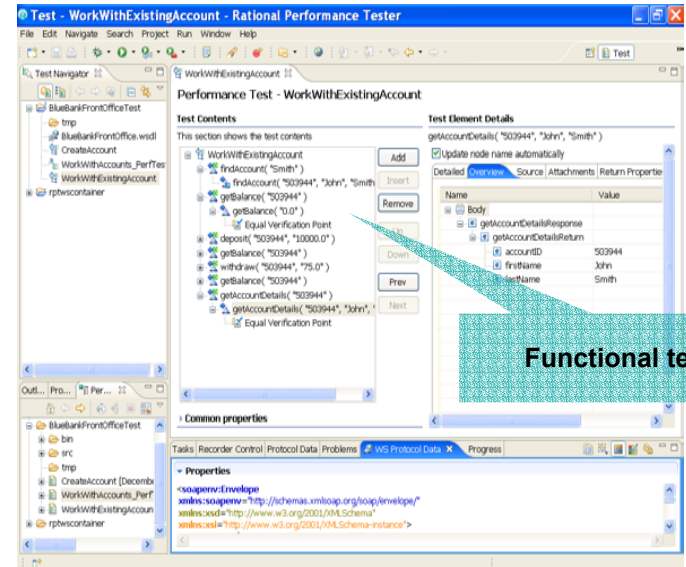 Test - WorkWithExistingAccount - Rational Performance Tester
File Edit Navigate Search Project Run Window Help
Test
Test Navigator
BlueBankFrontOfficeTest
tmp
BlueBankFrontOffice.wsdl
CreateAccount
WorkWithAccounts_PerfTes
WorkWithExistingAccount
rptwscontainer
WorkWithExistingAccount
Performance Test - WorkWithExistingAccount
Test Contents
This section shows the test contents
WorkWithExistingAccount
findAccount( "Smith" )
findAccount( "503944", "John", "Smith
getBalance( "503944" )
getBalance( "0.0" )
Equal Verification Point
deposit( "503944", "10000.0" )
getBalance( "503944" )
withdraw( "503944", "75.0" )
getBalance( "503944" )
getAccountDetails( "503944" )
getAccountDetails( "503944", "John", "
Equal Verification Point
Add
Insert
Remove
Up
Down
Prev
Next
Common properties
Test Element Details
getAccountDetails( "503944", "John", "Smith" )
Update node name automatically
Detailed Overview Source Attachments Return Propertie
Name Value
Body
getAccountDetailsResponse
getAccountDetailsReturn
accountID 503944
firstName John
lastName Smith
Functional te
Outl... Pro... Per...
BlueBankFrontOfficeTest
bin
src
tmp
CreateAccount [Decembe
WorkWithAccounts_Perf
WorkWithExistingAccoun
rptwscontainer
Tasks Recorder Control Protocol Data Problems WS Protocol Data Progress
Properties
<soapenv:Envelope
xmlns:soapenv="http://schemas.xmlsoap.org/soap/envelope/"
xmlns:xsd="http://www.w3.org/2001/XMLSchema"
xmlns:xsi="http://www.w3.org/2001/XMLSchema-instance">